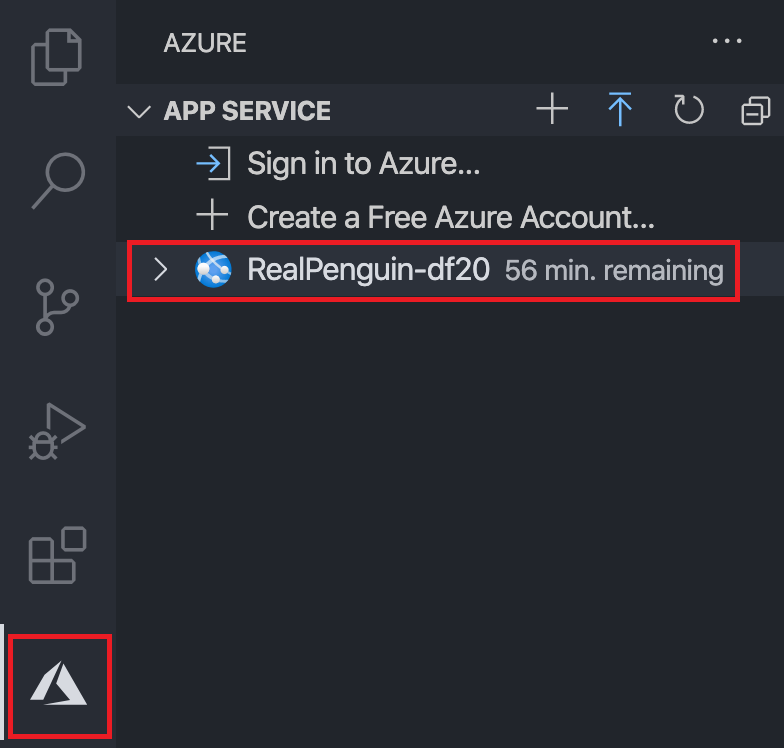 AZURE
APP SERVICE
Sign in to Azure...
Create a Free Azure Account...
RealPenguin-df20 56 min. remaining